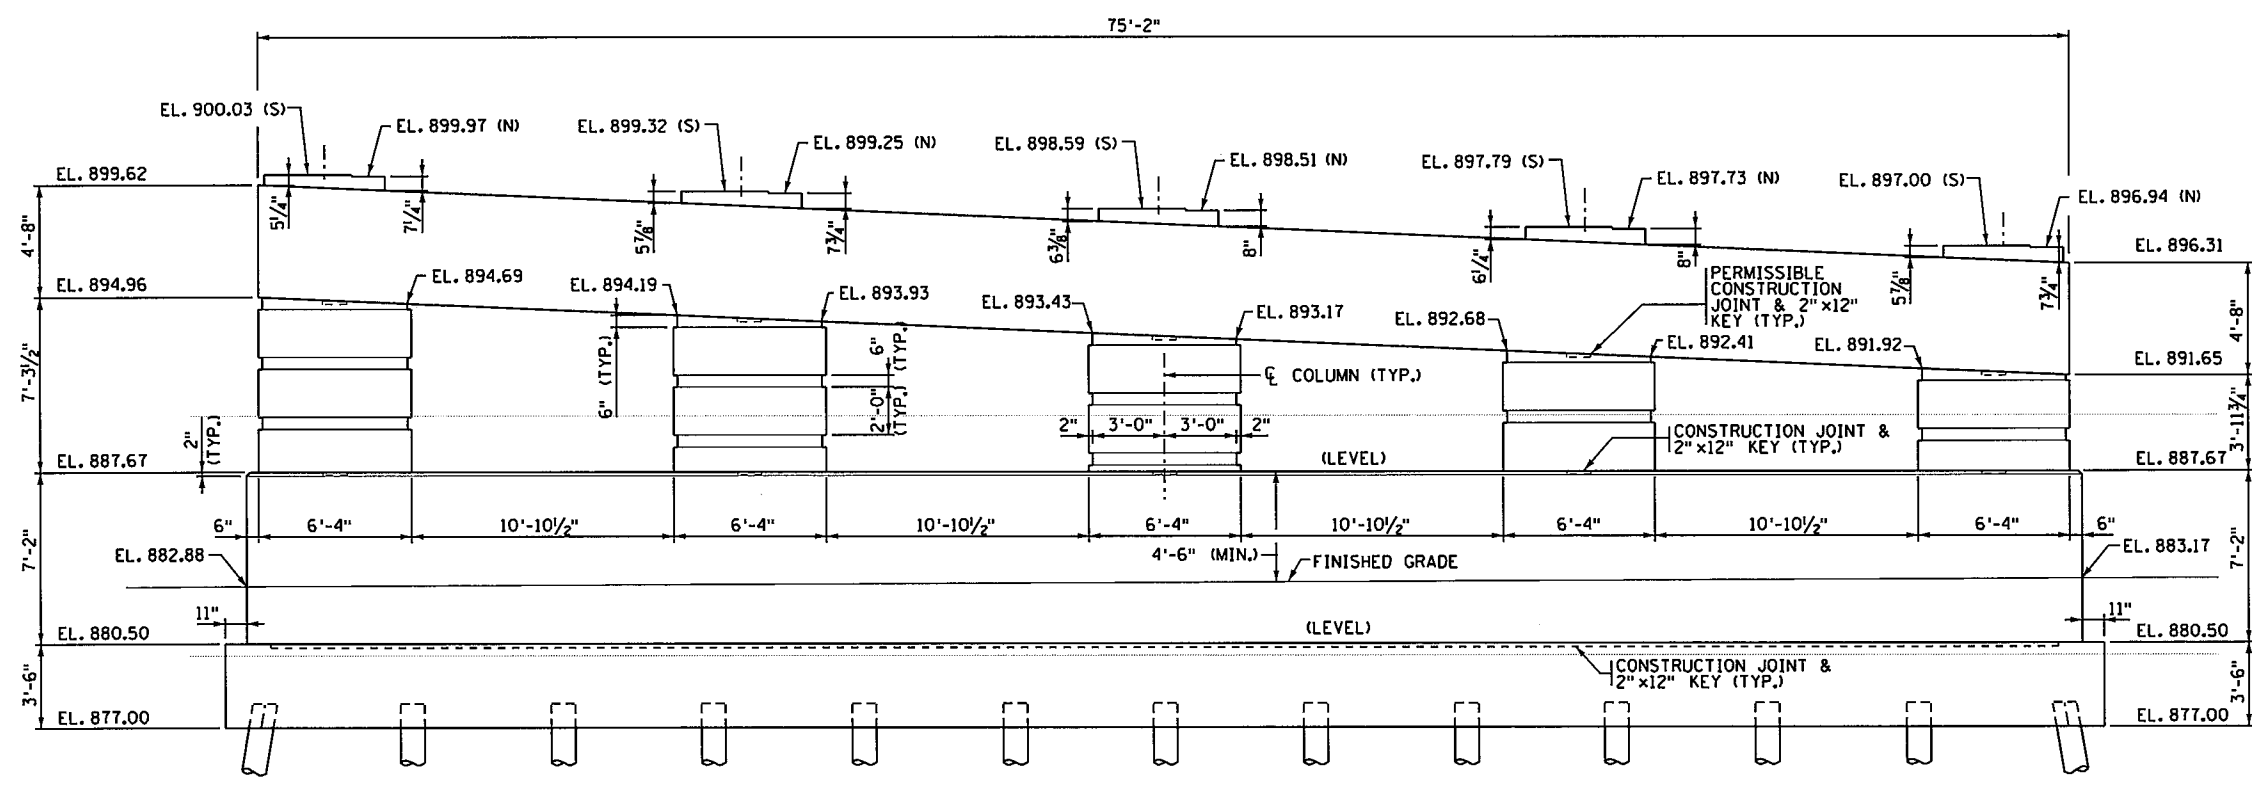 75'-2"
EL. 900.03 (S)
EL. 899.97 (N)
EL. 899.32 (S)
EL. 899.25 (N)
EL. 898.59 (S)
EL. 898.51 (N)
EL. 897.79 (S)
EL. 897.73 (N)
EL. 897.00 (S)
EL. 896.94 (N)
EL. 899.62
5¼"
7¼"
5⅞"
7¾"
6⅜"
8"
6¼"
8"
5⅞"
7¾"
EL. 896.31
4'-8"
EL. 894.96
EL. 894.69
EL. 894.19
EL. 893.93
EL. 893.43
EL. 893.17
EL. 892.68
EL. 892.41
EL. 891.92
PERMISSIBLE
CONSTRUCTION
JOINT & 2"×12"
KEY (TYP.)
4'-8"
EL. 891.65
7'-3½"
6" (TYP.)
6" (TYP.)
2'-0" (TYP.)
℄ COLUMN (TYP.)
2"
3'-0"
3'-0"
2"
2" (TYP.)
CONSTRUCTION JOINT &
2"×12" KEY (TYP.)
3'-11¾"
EL. 887.67
(LEVEL)
EL. 887.67
6"
6'-4"
10'-10½"
6'-4"
10'-10½"
6'-4"
10'-10½"
6'-4"
10'-10½"
6'-4"
6"
7'-2"
EL. 882.88
4'-6" (MIN.)
FINISHED GRADE
EL. 883.17
7'-2"
11"
11"
EL. 880.50
(LEVEL)
EL. 880.50
3'-6"
CONSTRUCTION JOINT &
2"×12" KEY (TYP.)
3'-6"
EL. 877.00
EL. 877.00